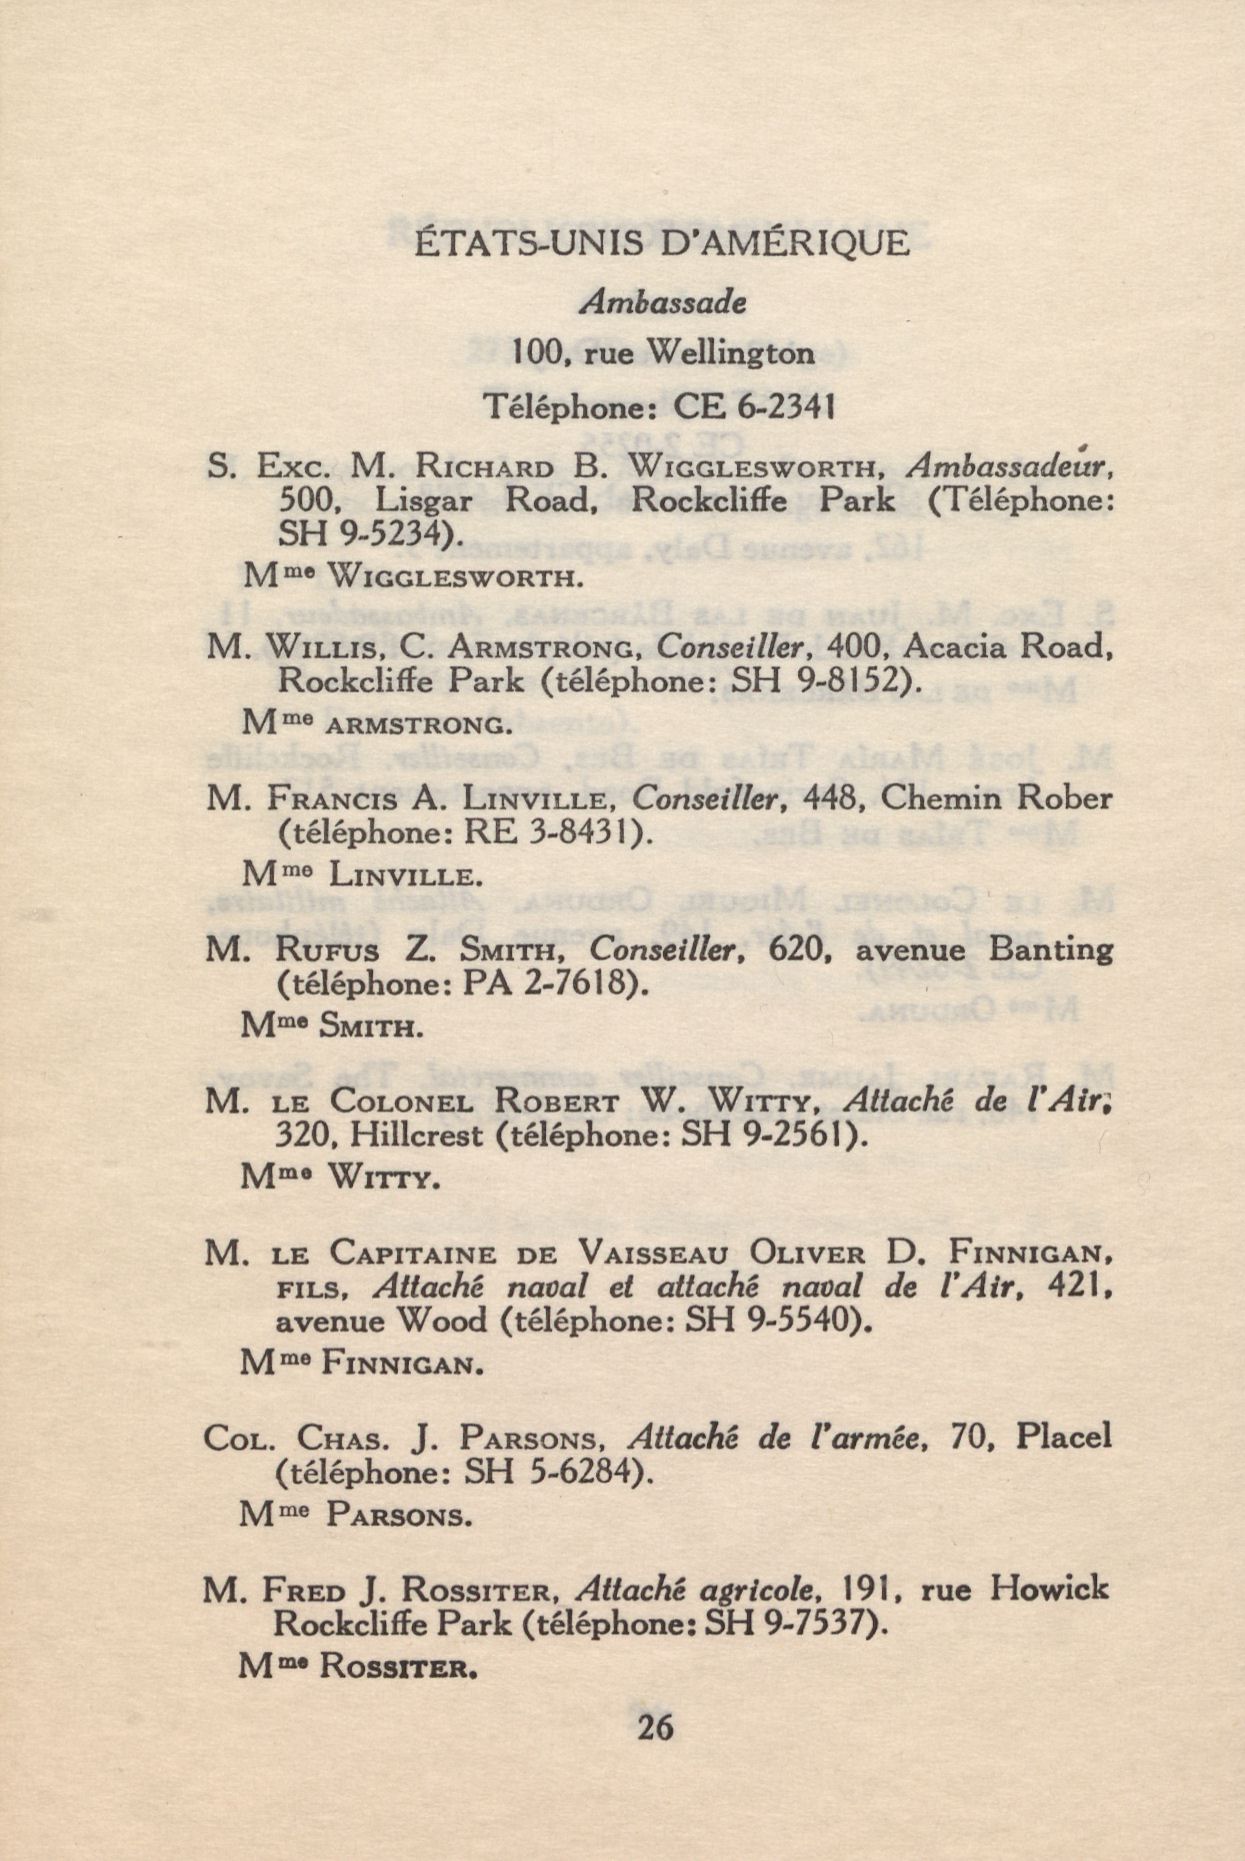 ÉTATS-UNIS D'AMÉRIQUE
Ambassade
100, rue Wellington
Téléphone: CE 6-2341
S. Exc. M. Richard B. Wigglesworth, Ambassadeur,
500, Lisgar Road, Rockcliffe Park (Téléphone:
SH 9-5234).
Mme Wigglesworth.
M. Willis, C. Armstrong, Conseiller, 400, Acacia Road,
Rockcliffe Park (téléphone: SH 9-8152).
Mme armstrong.
M. Francis A. Linville, Conseiller, 448, Chemin Rober
(téléphone: RE 3-8431).
Mme Linville.
M. Rufus Z. Smith, Conseiller, 620, avenue Banting
(téléphone: PA 2-7618).
Mme Smith.
M. le Colonel Robert W. Witty, Attaché de l'Air;
320, Hillcrest (téléphone: SH 9-2561).
Mme Witty.
M. le Capitaine de Vaisseau Oliver D. Finnigan,
fils, Attaché naval et attaché naval de l'Air, 421,
avenue Wood (téléphone: SH 9-5540).
Mme Finnigan.
Col. Chas. J. Parsons, Attaché de l'armée, 70, Placel
(téléphone: SH 5-6284).
Mme Parsons.
M. Fred J. Rossiter, Attaché agricole, 191, rue Howick
Rockcliffe Park (téléphone: SH 9-7537).
Mme Rossiter.
26